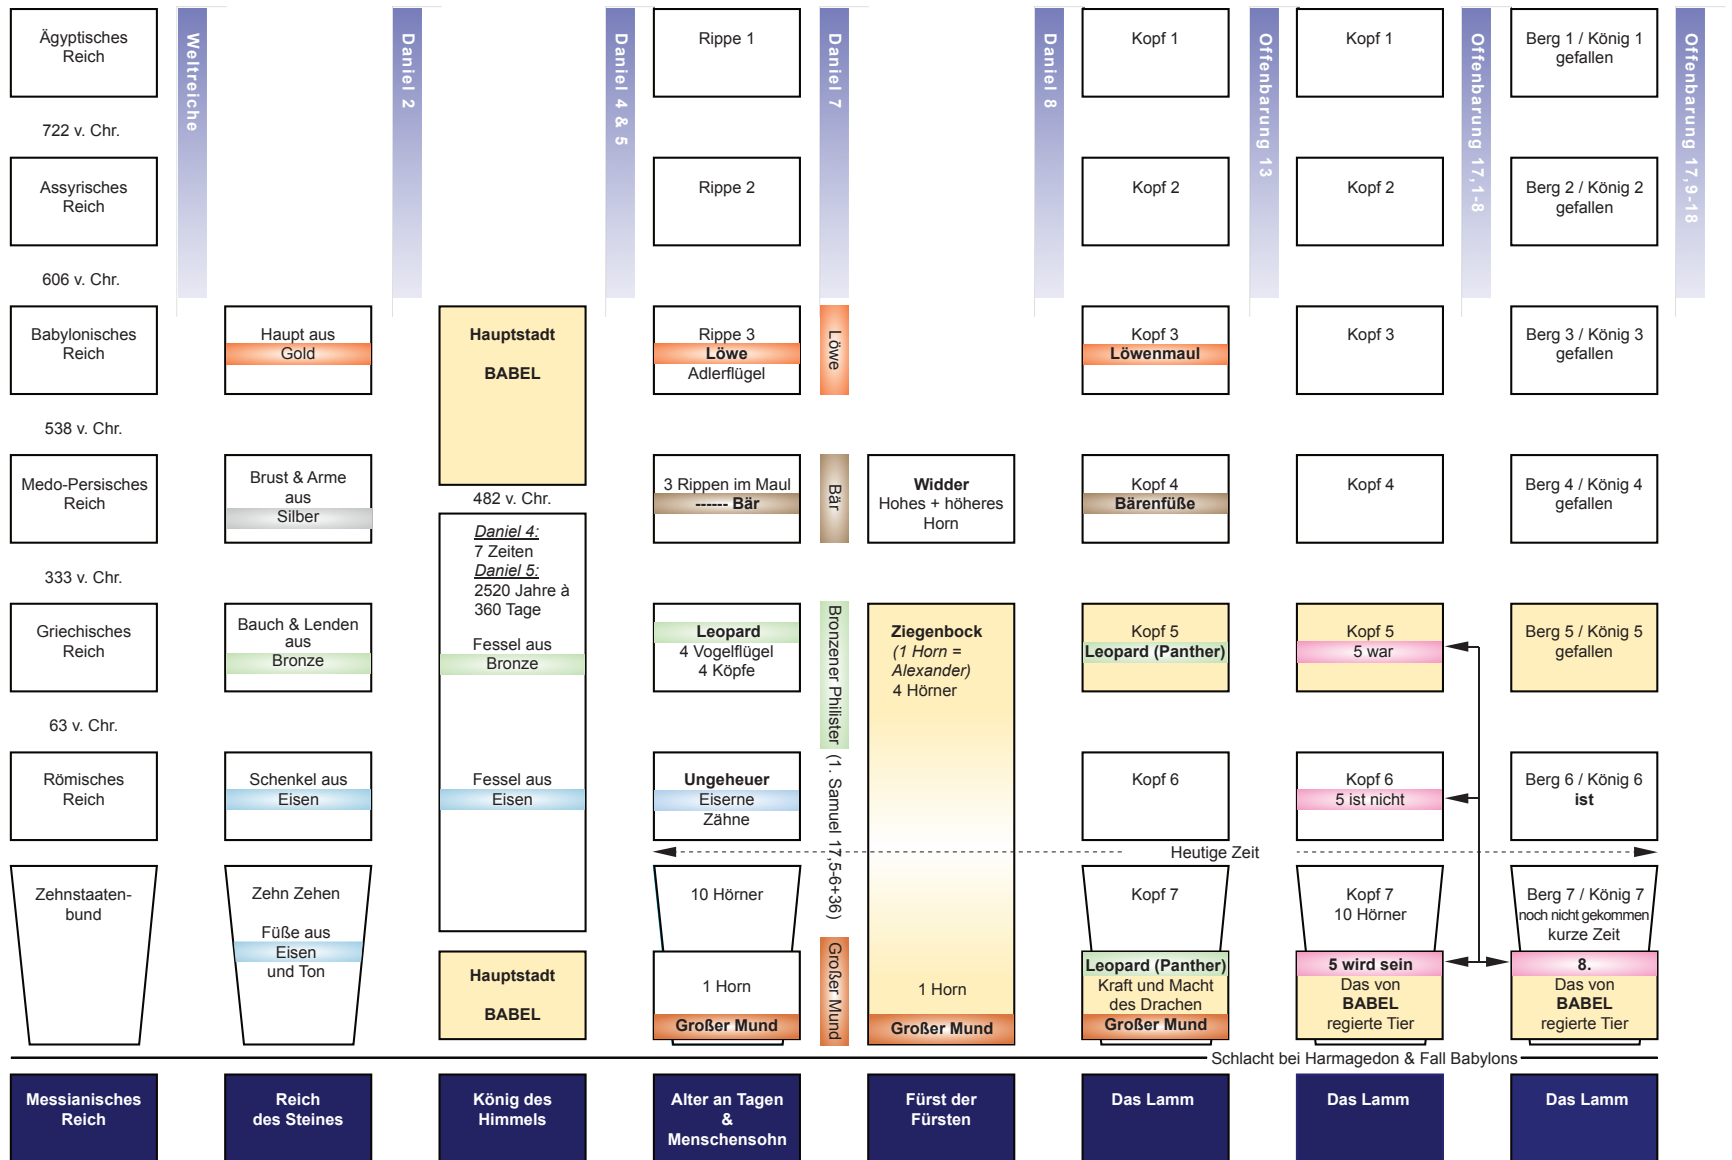 Ägyptisches
Reich
722 v. Chr.
Assyrisches
Reich
606 v. Chr.
Babylonisches
Reich
538 v. Chr.
Medo-Persisches
Reich
333 v. Chr.
Griechisches
Reich
63 v. Chr.
Römisches
Reich
Zehnstaaten-
bund
Messianisches
Reich
Weltreiche
Haupt aus
Gold
Brust & Arme
aus
Silber
Bauch & Lenden
aus
Bronze
Schenkel aus
Eisen
Zehn Zehen
Füße aus
Eisen
und Ton
Reich
des Steines
Daniel 2
Hauptstadt
BABEL
482 v. Chr.
Daniel 4:
7 Zeiten
Daniel 5:
2520 Jahre à
360 Tage
Fessel aus
Bronze
Fessel aus
Eisen
Hauptstadt
BABEL
König des
Himmels
Daniel 4 & 5
Rippe 1
Rippe 2
Rippe 3
Löwe
Adlerflügel
3 Rippen im Maul
------ Bär
Leopard
4 Vogelflügel
4 Köpfe
Ungeheuer
Eiserne
Zähne
10 Hörner
1 Horn
Großer Mund
Alter an Tagen
&
Menschensohn
Daniel 7
Löwe
Bär
Bronzener Philister (1. Samuel 17,5-6+36)
Großer Mund
Widder
Hohes + höheres
Horn
Ziegenbock
(1 Horn =
Alexander)
4 Hörner
1 Horn
Großer Mund
Fürst der
Fürsten
Daniel 8
Kopf 1
Kopf 2
Kopf 3
Löwenmaul
Kopf 4
Bärenfüße
Kopf 5
Leopard (Panther)
Kopf 6
Heutige Zeit
Kopf 7
Leopard (Panther)
Kraft und Macht
des Drachen
Großer Mund
Das Lamm
Offenbarung 13
Kopf 1
Kopf 2
Kopf 3
Kopf 4
Kopf 5
5 war
Kopf 6
5 ist nicht
Kopf 7
10 Hörner
5 wird sein
Das von
BABEL
regierte Tier
Schlacht bei Harmagedon & Fall Babylons
Das Lamm
Offenbarung 17,1-8
Berg 1 / König 1
gefallen
Berg 2 / König 2
gefallen
Berg 3 / König 3
gefallen
Berg 4 / König 4
gefallen
Berg 5 / König 5
gefallen
Berg 6 / König 6
ist
Berg 7 / König 7
noch nicht gekommen
kurze Zeit
8.
Das von
BABEL
regierte Tier
Das Lamm
Offenbarung 17,9-18